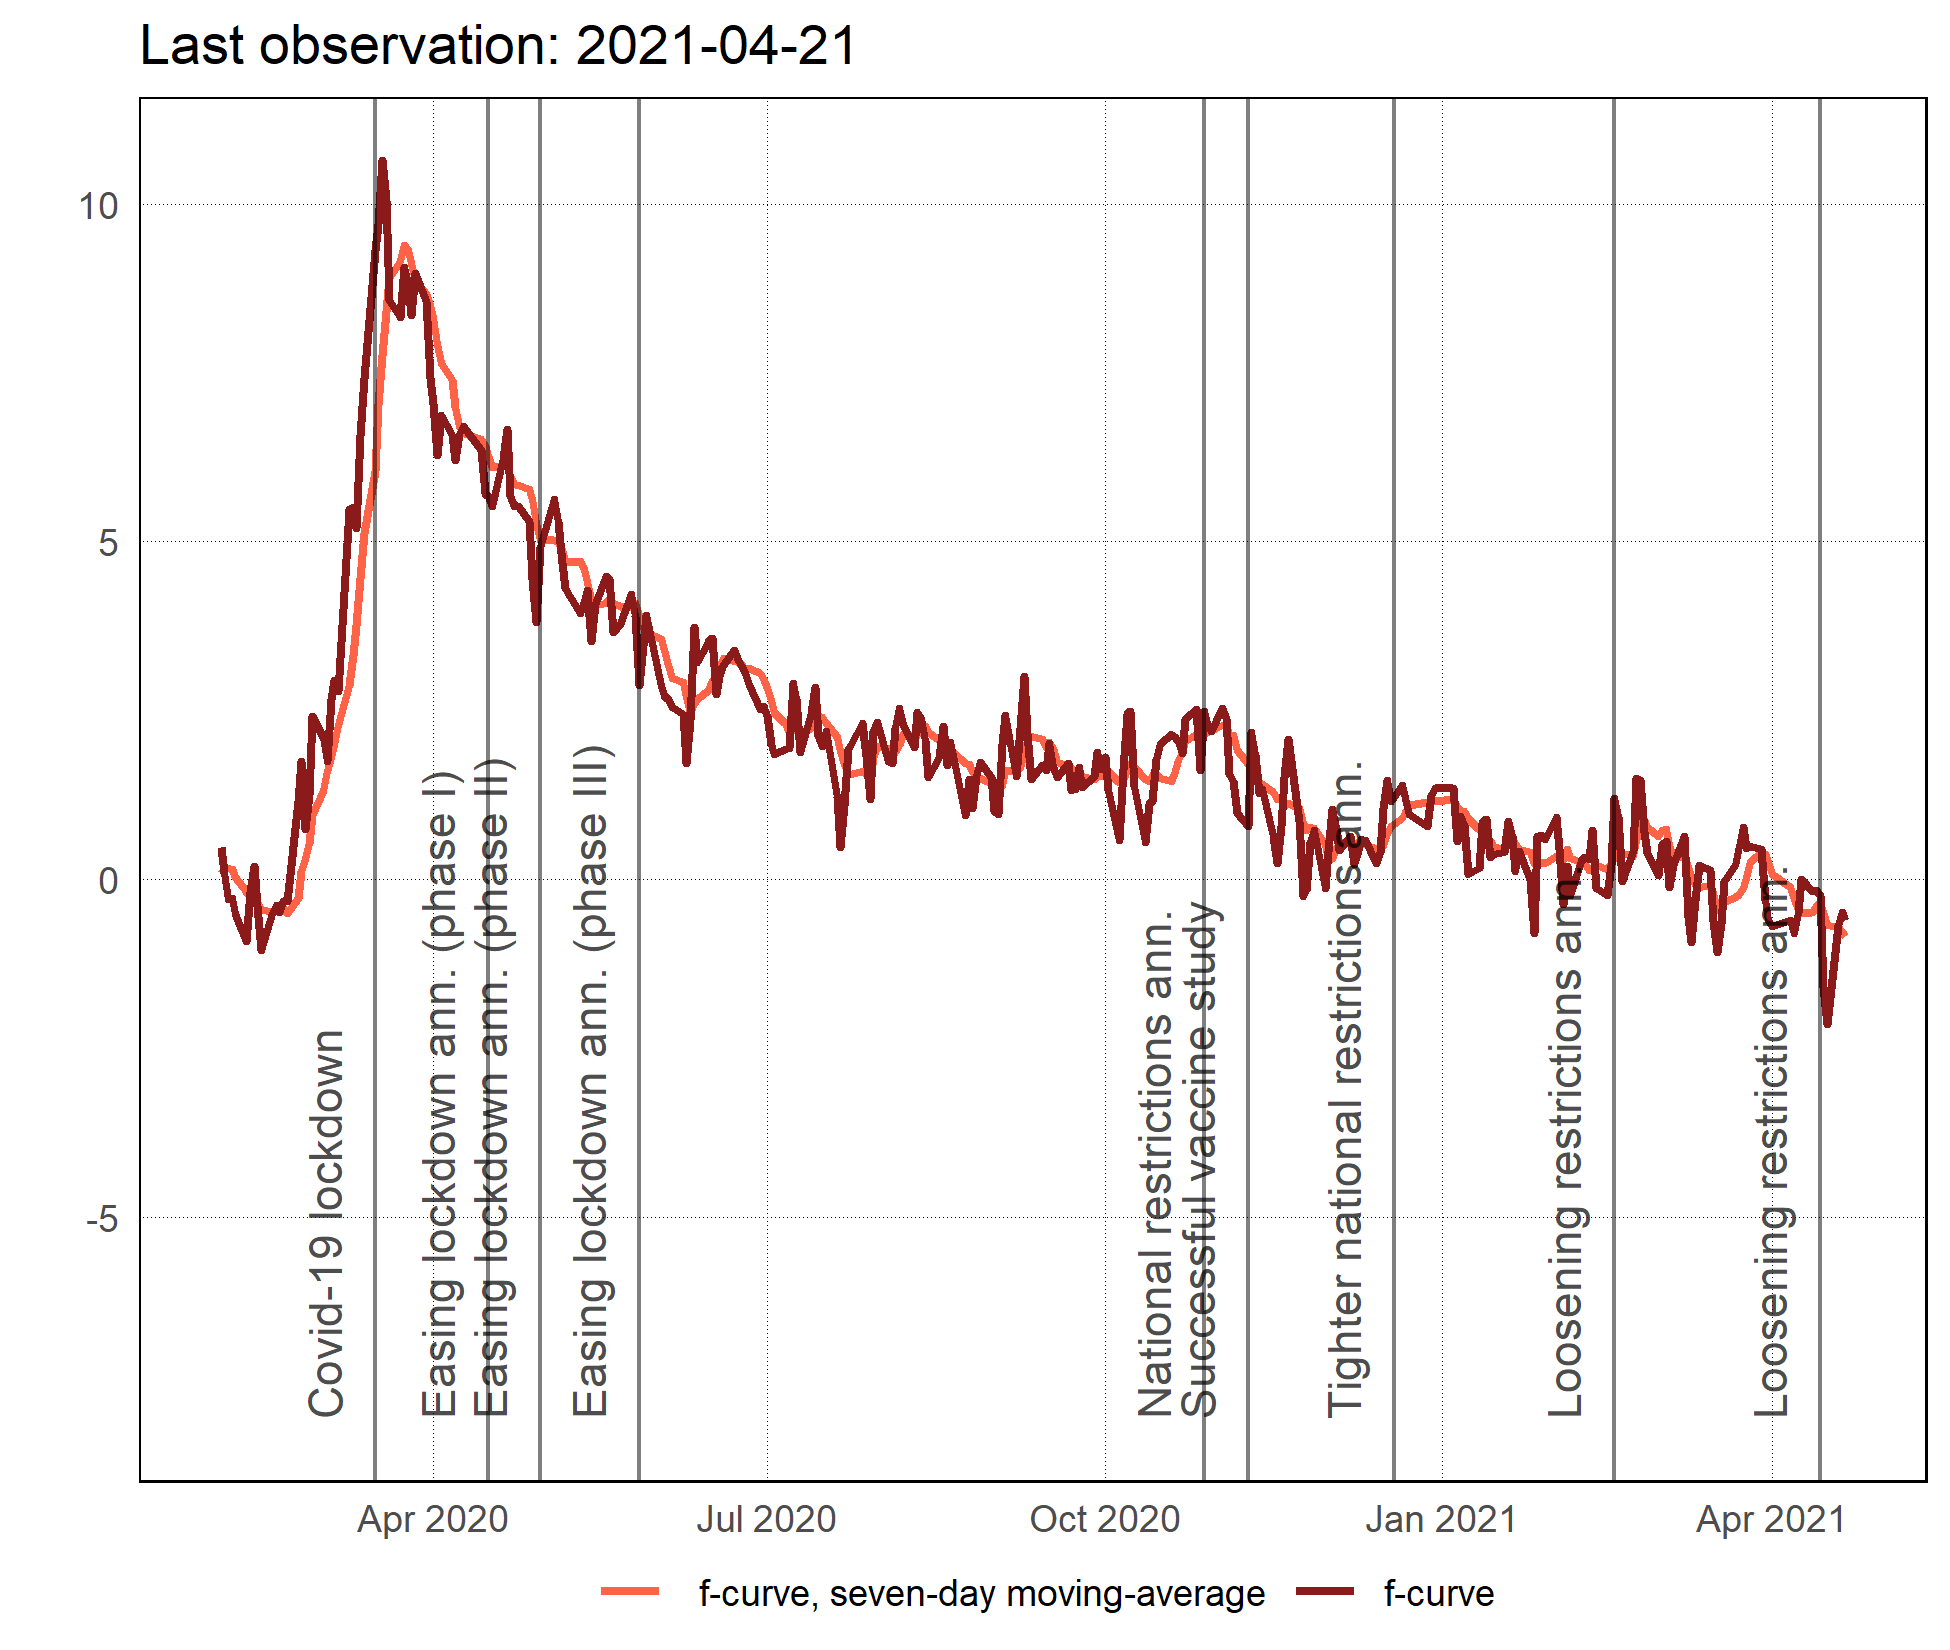 Last observation: 2021-04-21
10
5
0
-5
Covid-19 lockdown
Easing lockdown ann. (phase I)
Easing lockdown ann. (phase II)
Easing lockdown ann. (phase III)
National restrictions ann.
Successful vaccine study
Tighter national restrictions ann.
Loosening restrictions ann.
Loosening restrictions ann.
Apr 2020
Jul 2020
Oct 2020
Jan 2021
Apr 2021
f-curve, seven-day moving-average
f-curve